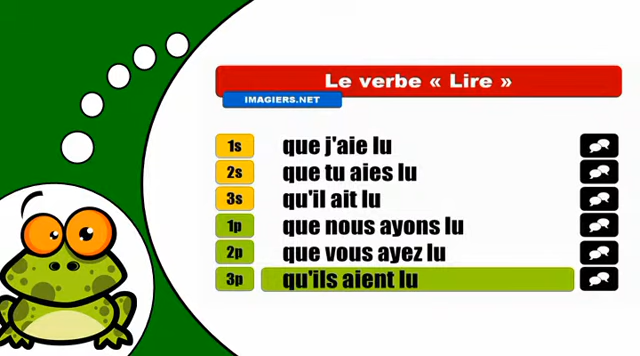 Le verbe « Lire »
IMAGIERS.NET
1s que j'aie lu
2s que tu aies lu
3s qu'il ait lu
1p que nous ayons lu
2p que vous ayez lu
3p qu'ils aient lu